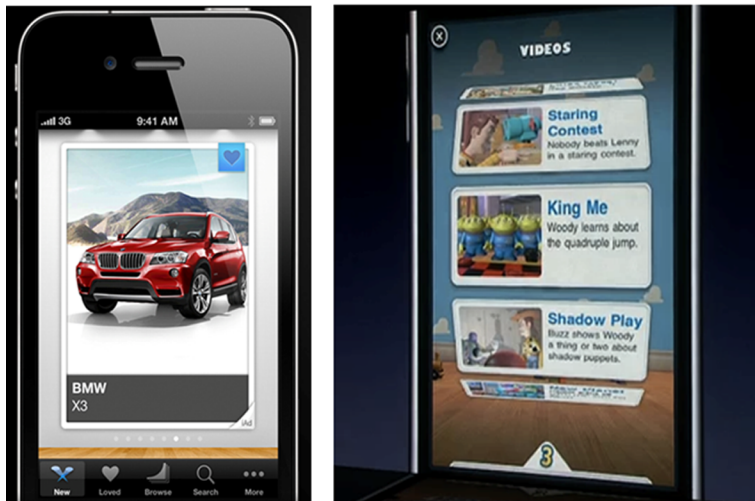 3G 9:41 AM
BMW
X3
iAd
New Loved Browse Search More
X
VIDEOS
Staring
Contest
Nobody beats Lenny
in a staring contest.
King Me
Woody learns about
the quadruple jump.
Shadow Play
Buzz shows Woody
a thing or two about
shadow puppets.
3